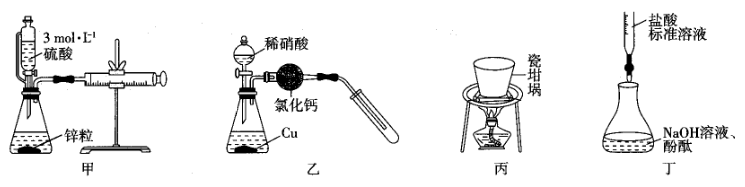 3 mol·L⁻¹
硫酸
锌粒
甲
稀硝酸
氯化钙
Cu
乙
瓷坩
埚
丙
盐酸
标准溶液
NaOH溶液、
酚酞
丁